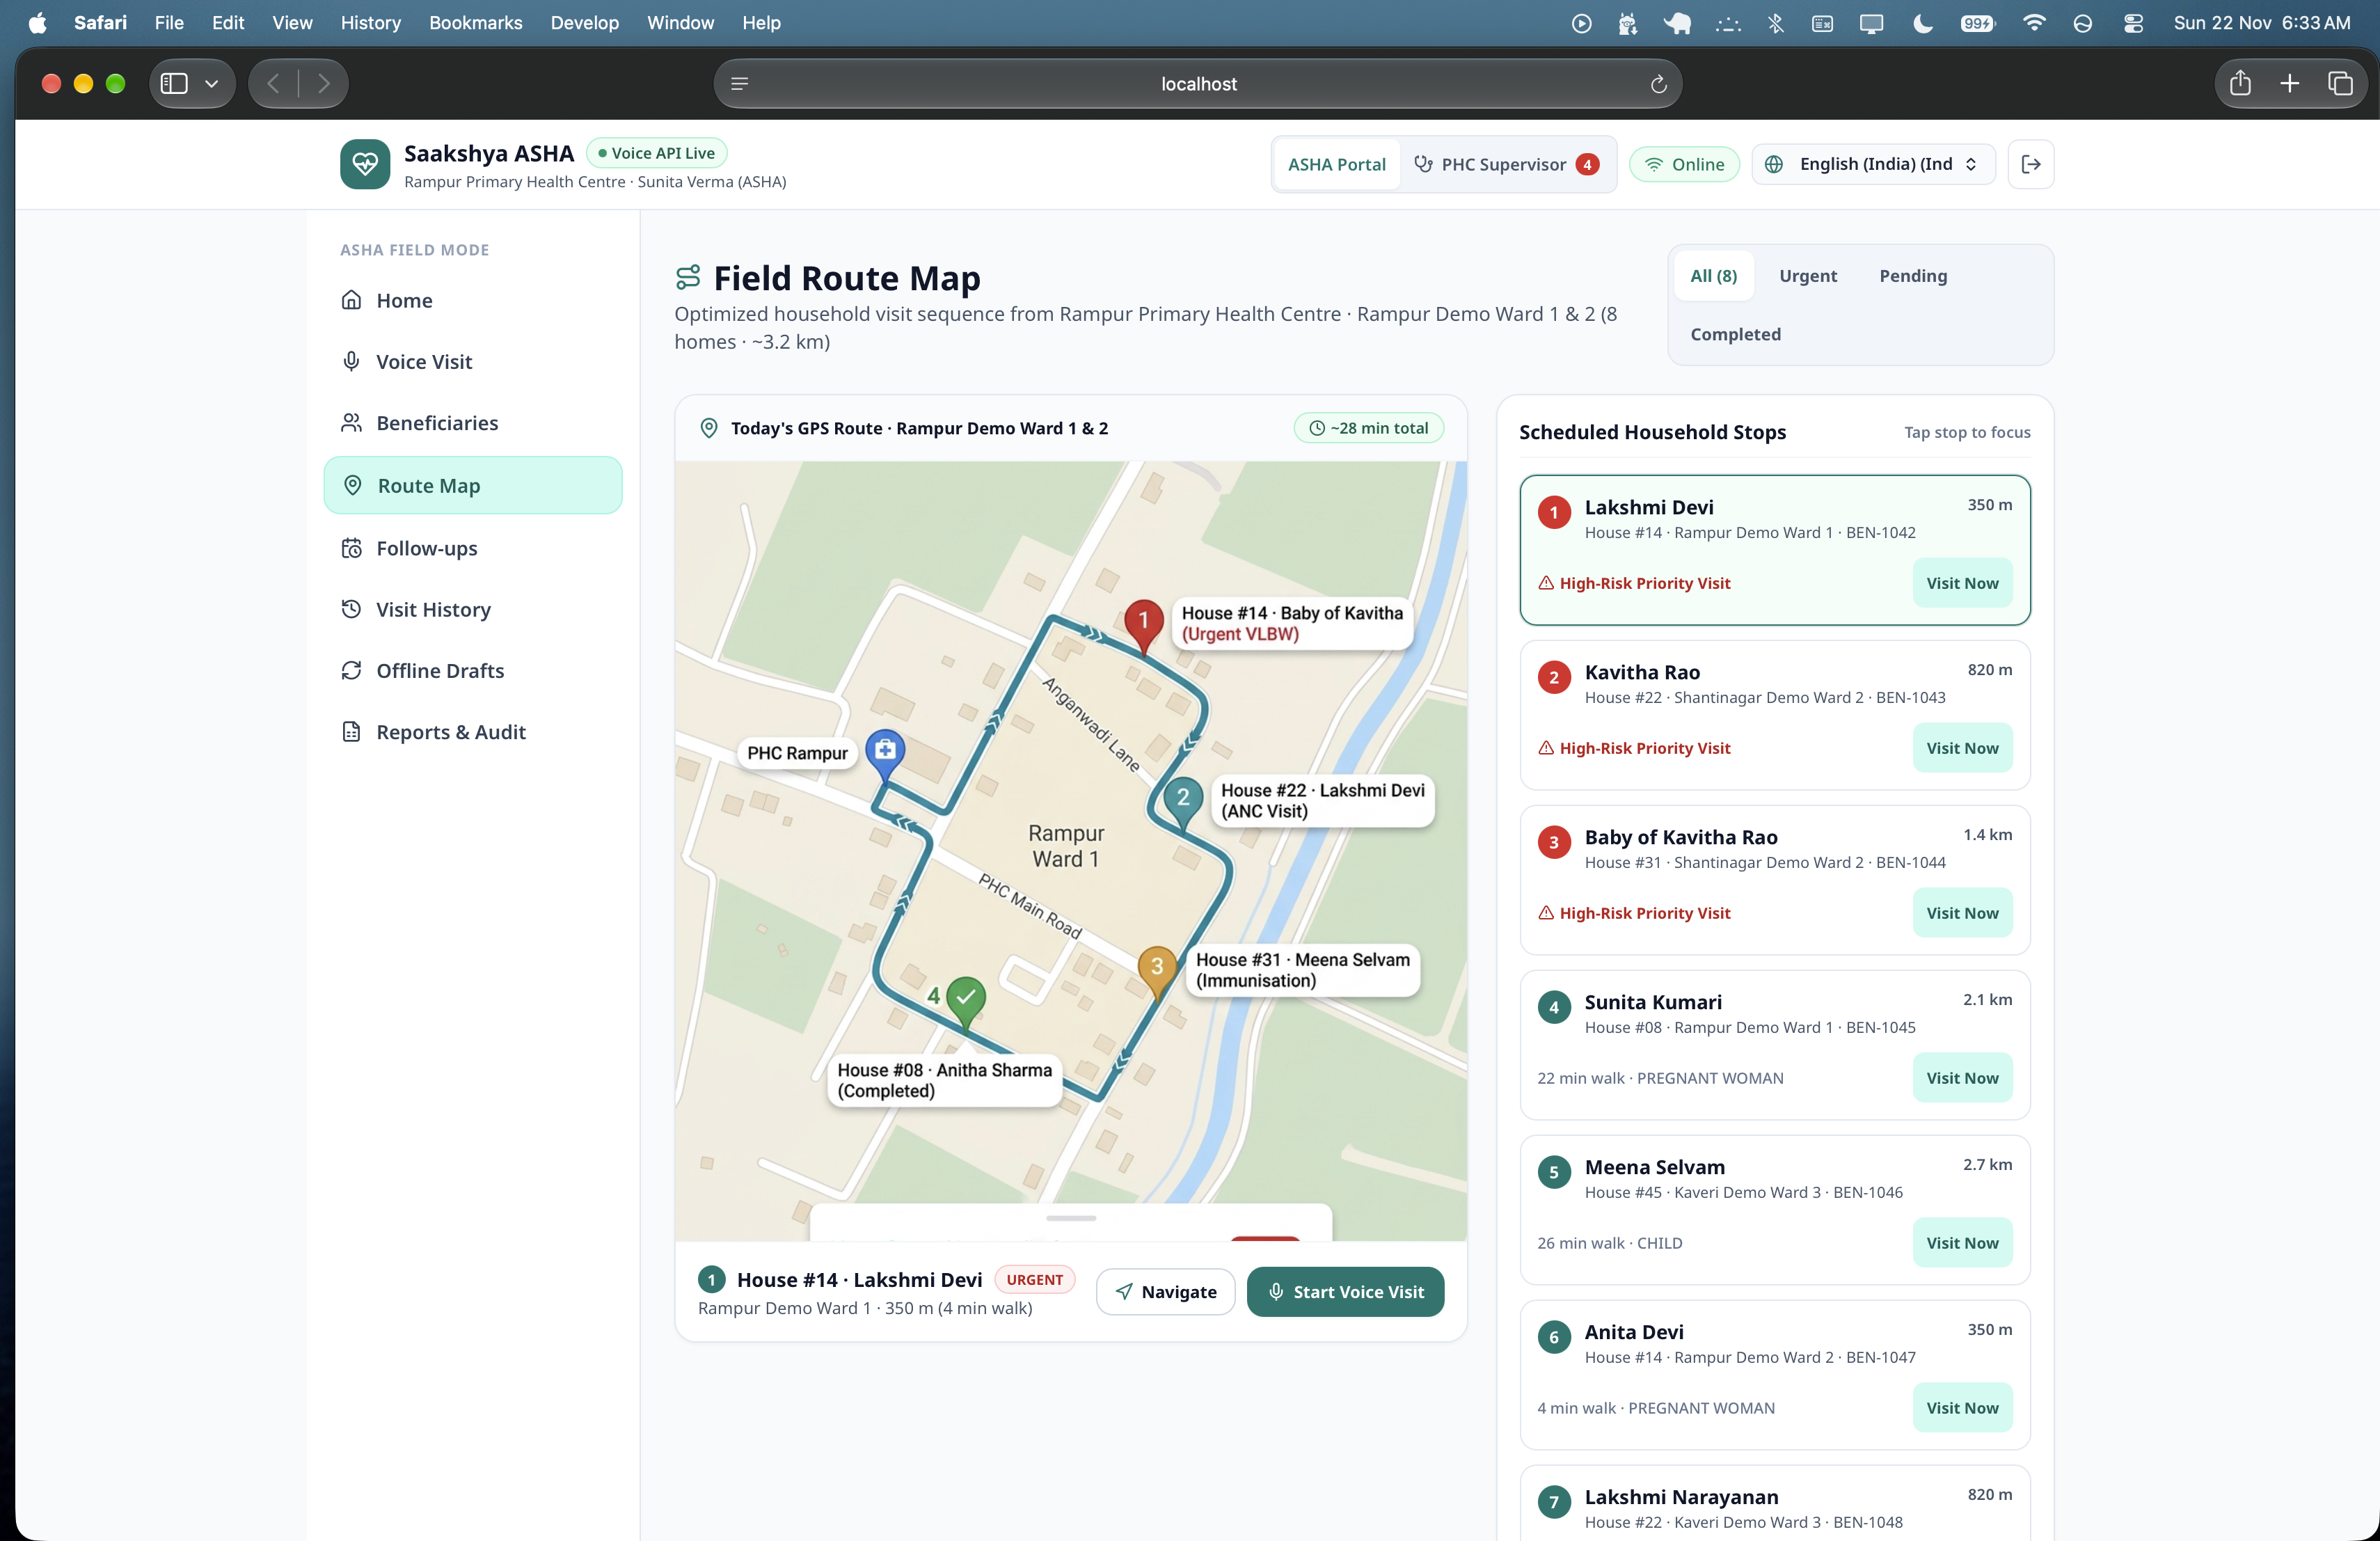 Safari File Edit View History Bookmarks Develop Window Help
99
Sun 22 Nov 6:33 AM
localhost
Saakshya ASHA
Voice API Live
Rampur Primary Health Centre · Sunita Verma (ASHA)
ASHA Portal
PHC Supervisor 4
Online
English (India) (Ind
ASHA FIELD MODE
Home
Voice Visit
Beneficiaries
Route Map
Follow-ups
Visit History
Offline Drafts
Reports & Audit
Field Route Map
Optimized household visit sequence from Rampur Primary Health Centre · Rampur Demo Ward 1 & 2 (8
homes · ~3.2 km)
All (8) Urgent Pending
Completed
Today's GPS Route · Rampur Demo Ward 1 & 2
~28 min total
1
House #14 · Baby of Kavitha
(Urgent VLBW)
Anganwadi Lane
PHC Rampur
2
House #22 · Lakshmi Devi
(ANC Visit)
Rampur
Ward 1
PHC Main Road
3
House #31 · Meena Selvam
(Immunisation)
4
House #08 · Anitha Sharma
(Completed)
1 House #14 · Lakshmi Devi URGENT
Rampur Demo Ward 1 · 350 m (4 min walk)
Navigate
Start Voice Visit
Scheduled Household Stops
Tap stop to focus
1 Lakshmi Devi 350 m
House #14 · Rampur Demo Ward 1 · BEN-1042
High-Risk Priority Visit Visit Now
2 Kavitha Rao 820 m
House #22 · Shantinagar Demo Ward 2 · BEN-1043
High-Risk Priority Visit Visit Now
3 Baby of Kavitha Rao 1.4 km
House #31 · Shantinagar Demo Ward 2 · BEN-1044
High-Risk Priority Visit Visit Now
4 Sunita Kumari 2.1 km
House #08 · Rampur Demo Ward 1 · BEN-1045
22 min walk · PREGNANT WOMAN Visit Now
5 Meena Selvam 2.7 km
House #45 · Kaveri Demo Ward 3 · BEN-1046
26 min walk · CHILD Visit Now
6 Anita Devi 350 m
House #14 · Rampur Demo Ward 2 · BEN-1047
4 min walk · PREGNANT WOMAN Visit Now
7 Lakshmi Narayanan 820 m
House #22 · Kaveri Demo Ward 3 · BEN-1048